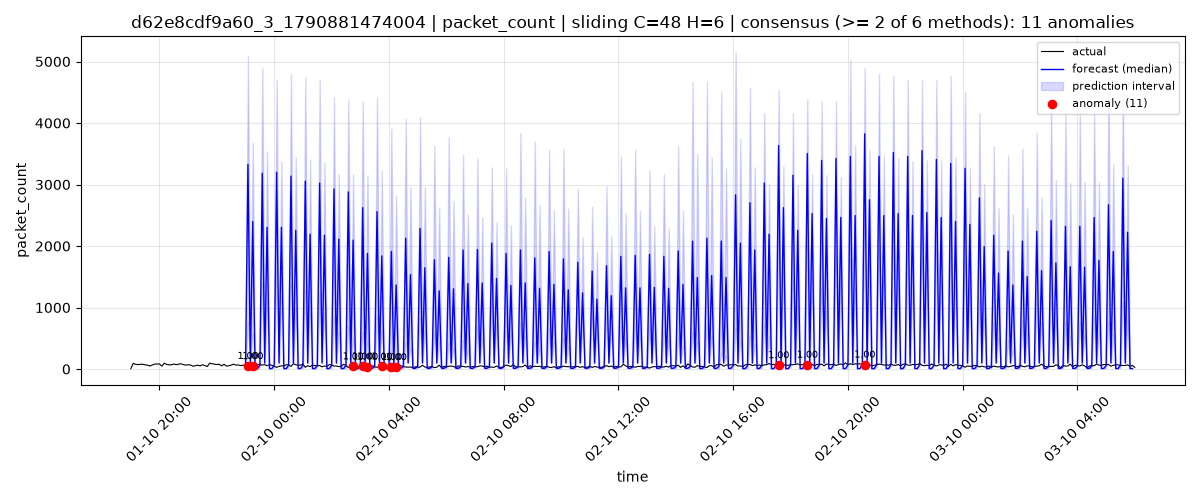 d62e8cdf9a60_3_1790881474004 | packet_count | sliding C=48 H=6 | consensus (>= 2 of 6 methods): 11 anomalies
actual
forecast (median)
prediction interval
anomaly (11)
packet_count
5000
4000
3000
2000
1000
0
1.00 1.00 1.00
01-10 20:00
02-10 00:00
02-10 04:00
02-10 08:00
02-10 12:00
02-10 16:00
02-10 20:00
03-10 00:00
03-10 04:00
time